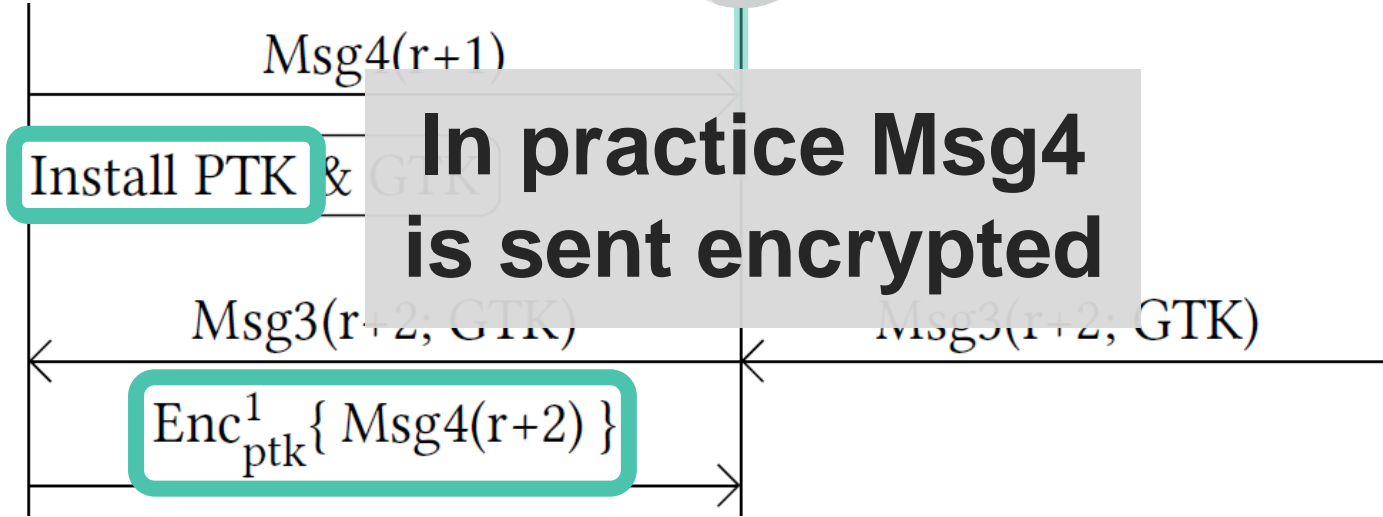 Msg4(r+1)
In practice Msg4
is sent encrypted
Install PTK & GTK
Msg3(r+2; GTK)
Msg3(r+2; GTK)
Enc¹ₚₜₖ{ Msg4(r+2) }